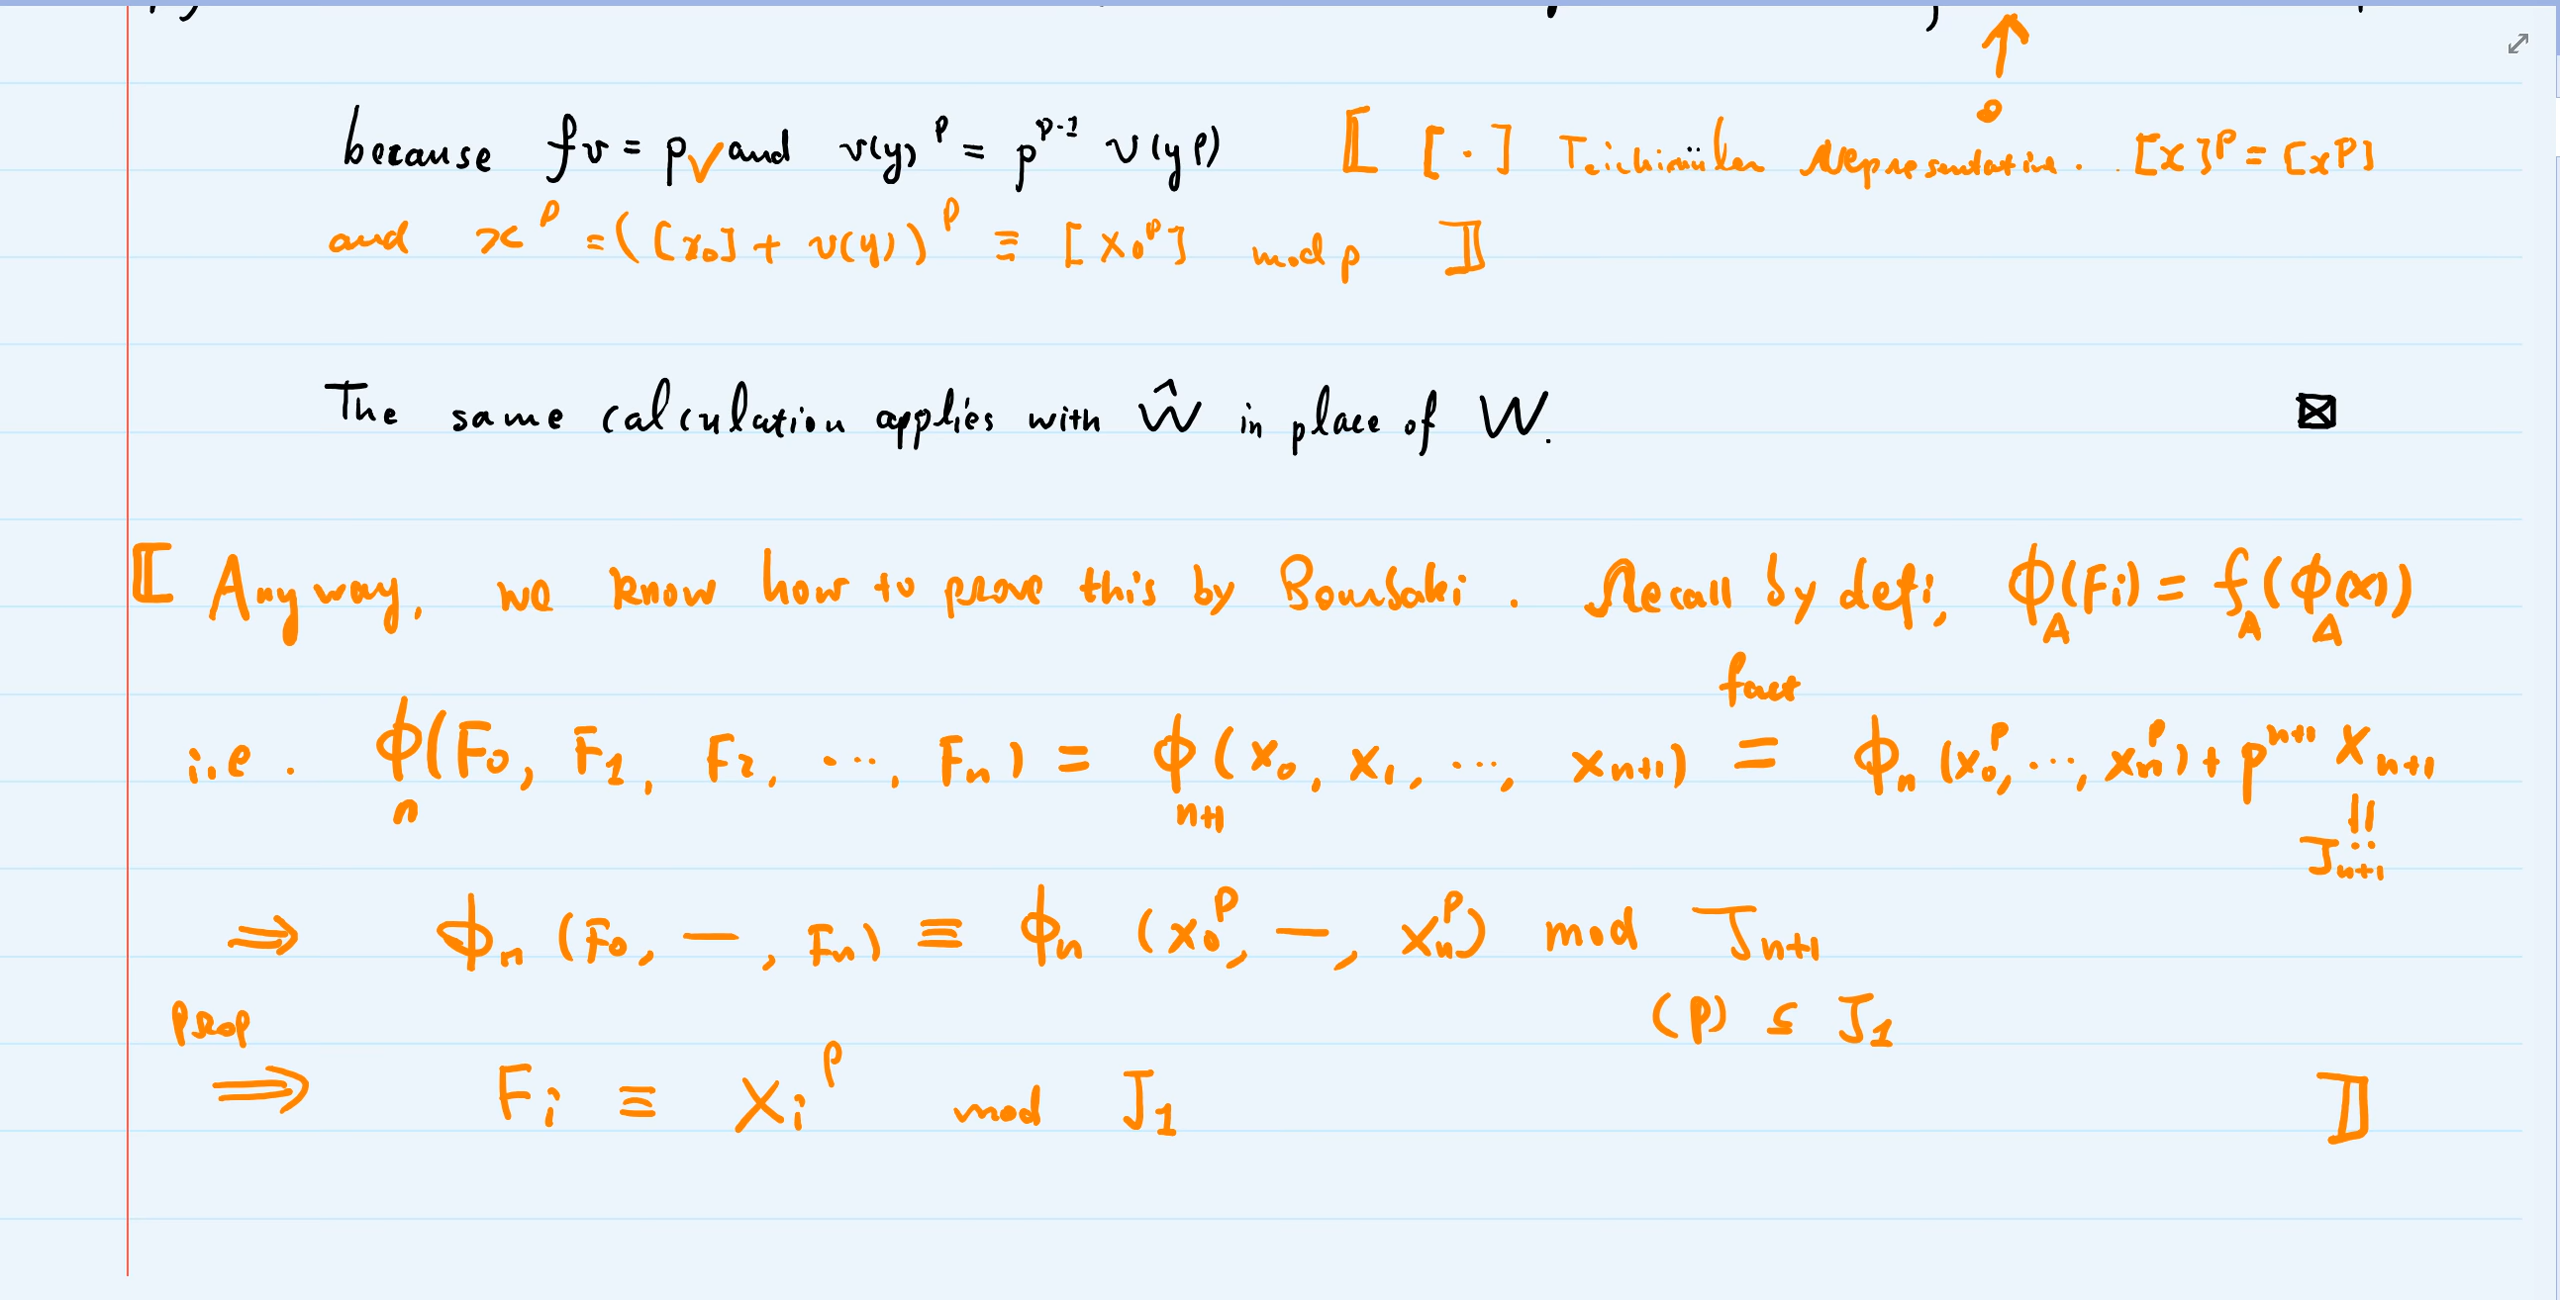 because fv = p ✓ and v(y)^p = p^{p-1} v(y^p) ⟦ [·] Teichimüller Representative. [x]^p = [x^p]
and x^p = ([x_0] + v(y))^p ≡ [x_0^p] mod p ⟧
The same calculation applies with Ŵ in place of W. ⊠
⟦ Anyway, we know how to prove this by Bourbaki. Recall by defi, ϕ_A(F_i) = f_A(ϕ_A(x))
fact
i.e. ϕ_n(F_0, F_1, F_2, ⋯, F_n) = ϕ_{n+1}(x_0, x_1, ⋯, x_{n+1}) = ϕ_n(x_0^p, ⋯, x_n^p) + p^{n+1} X_{n+1}
!!
J_{n+1}
⇒ ϕ_n(F_0, —, F_n) ≡ ϕ_n(x_0^p, —, x_n^p) mod J_{n+1}
prop (p) ⊆ J_1
⇒ F_i ≡ X_i^p mod J_1 ⟧